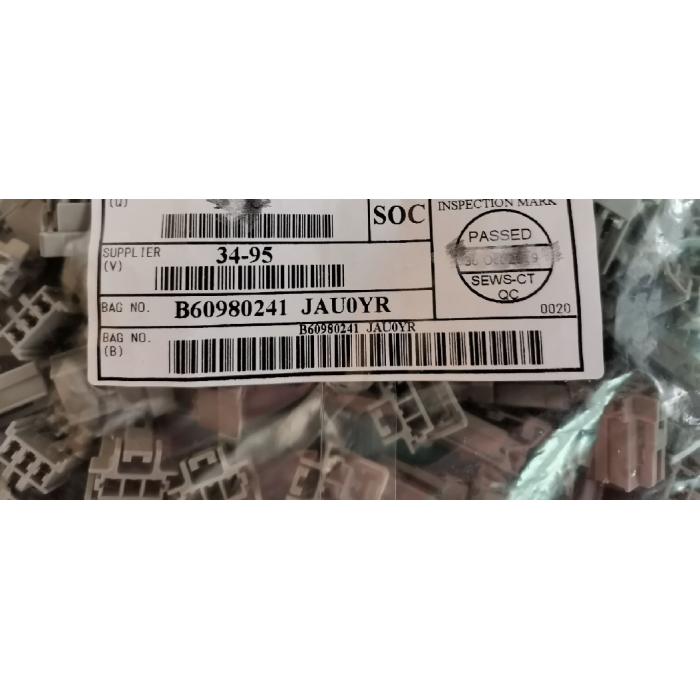 (Q)
SOC
INSPECTION MARK
PASSED
SEWS-CT
QC
0020
SUPPLIER
(V)
34-95
BAG NO.
B60980241 JAU0YR
BAG NO.
(B)
B60980241 JAU0YR